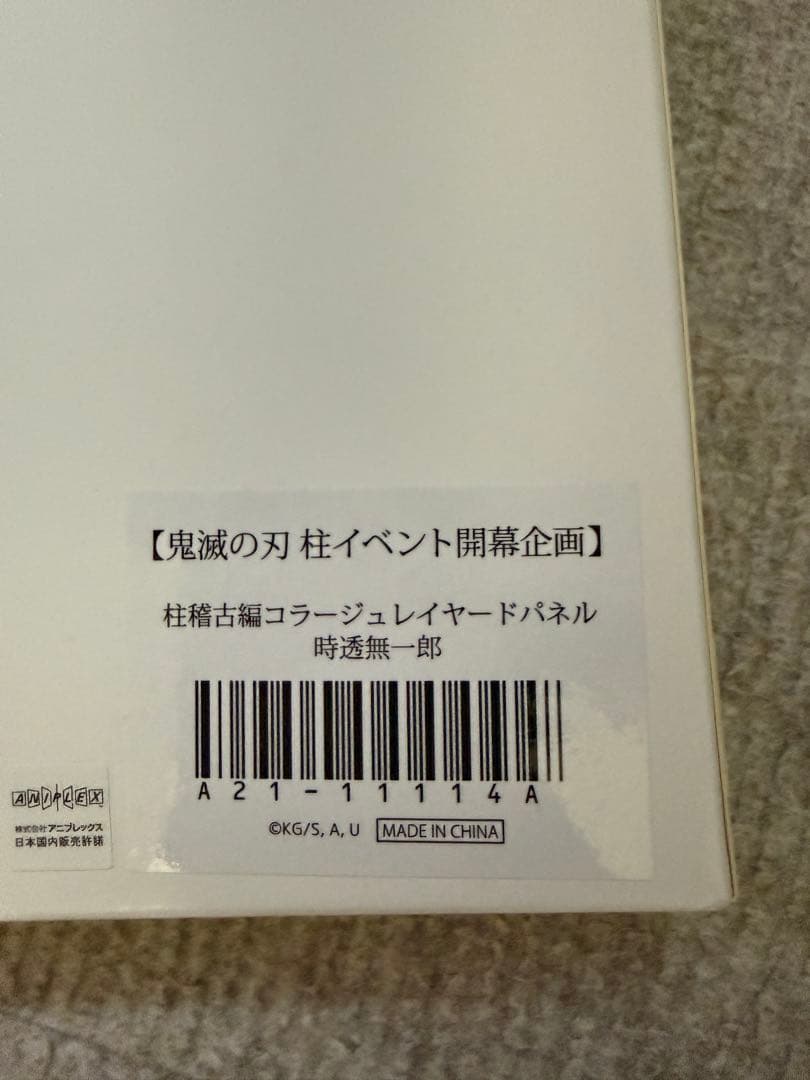 【鬼滅の刃 柱イベント開幕企画】
柱稽古編コラージュレイヤードパネル
時透無一郎
A21-11114A
©KG/S, A, U MADE IN CHINA
ANIPLEX
株式会社アニプレックス
日本国内販売許諾